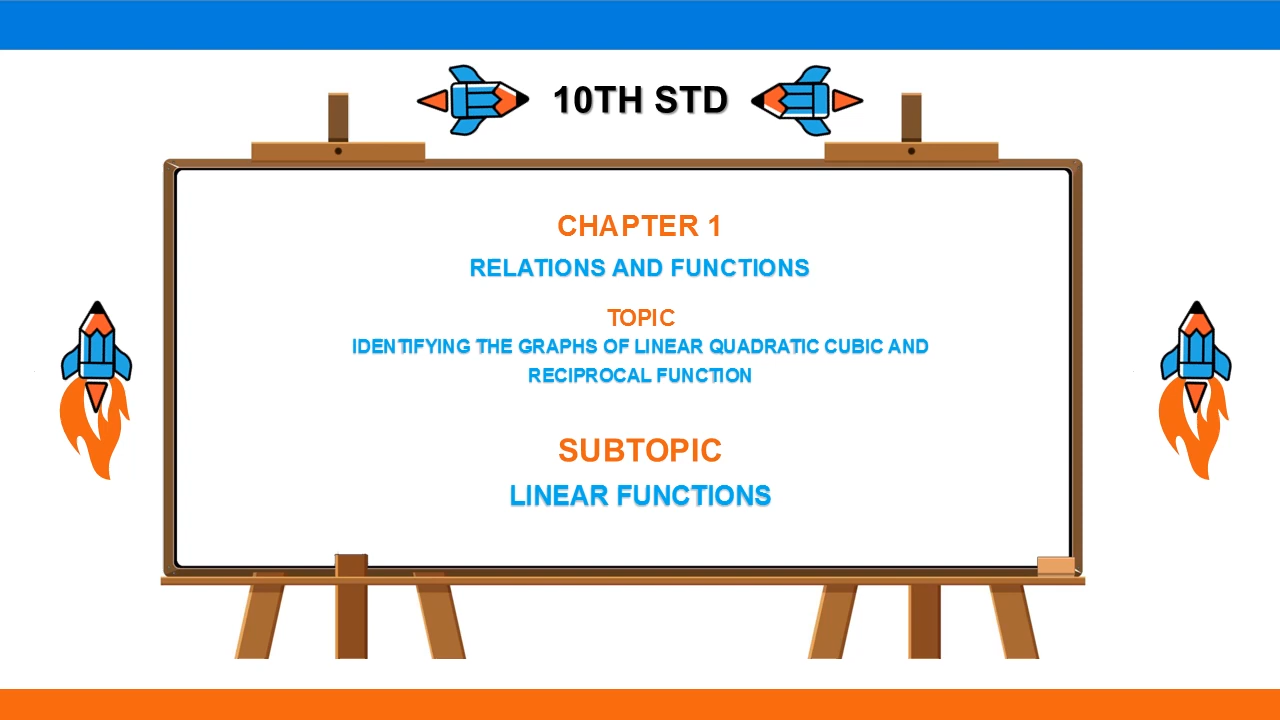 10TH STD
CHAPTER 1
RELATIONS AND FUNCTIONS
TOPIC
IDENTIFYING THE GRAPHS OF LINEAR QUADRATIC CUBIC AND
RECIPROCAL FUNCTION
SUBTOPIC
LINEAR FUNCTIONS